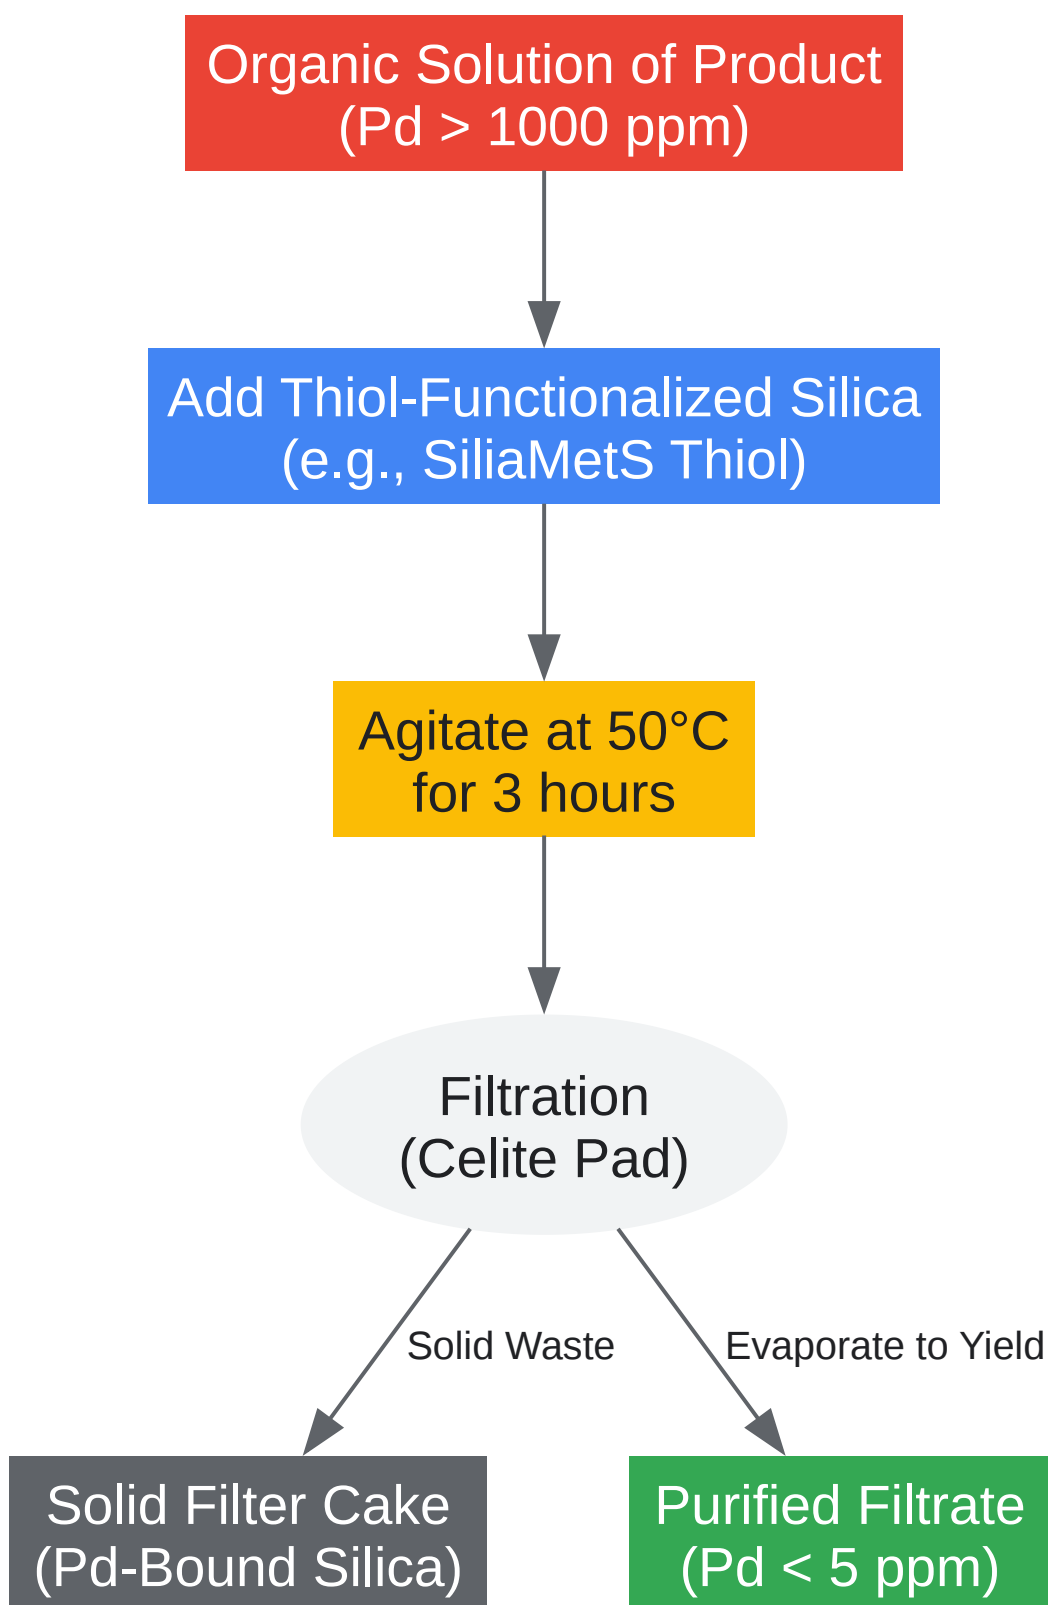 Organic Solution of Product
(Pd > 1000 ppm)
Add Thiol-Functionalized Silica
(e.g., SiliaMetS Thiol)
Agitate at 50°C
for 3 hours
Filtration
(Celite Pad)
Solid Waste
Evaporate to Yield
Solid Filter Cake
(Pd-Bound Silica)
Purified Filtrate
(Pd < 5 ppm)